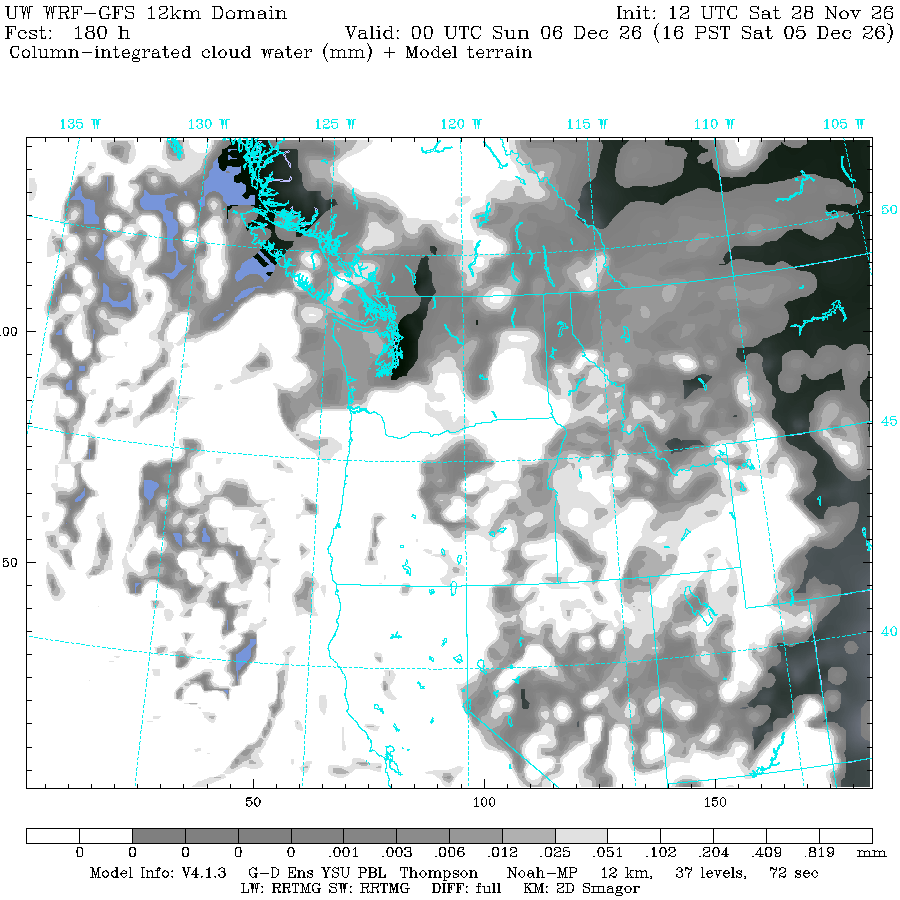 UW WRF-GFS 12km Domain Init: 12 UTC Sat 28 Nov 26
Fcst: 180 h Valid: 00 UTC Sun 06 Dec 26 (16 PST Sat 05 Dec 26)
Column-integrated cloud water (mm) + Model terrain
135 W 130 W 125 W 120 W 115 W 110 W 105 W
50
00
45
50
40
50 100 150
0 0 0 0 .001 .003 .006 .012 .025 .051 .102 .204 .409 .819 mm
Model Info: V4.1.3 G-D Ens YSU PBL Thompson Noah-MP 12 km, 37 levels, 72 sec
LW: RRTMG SW: RRTMG DIFF: full KM: 2D Smagor